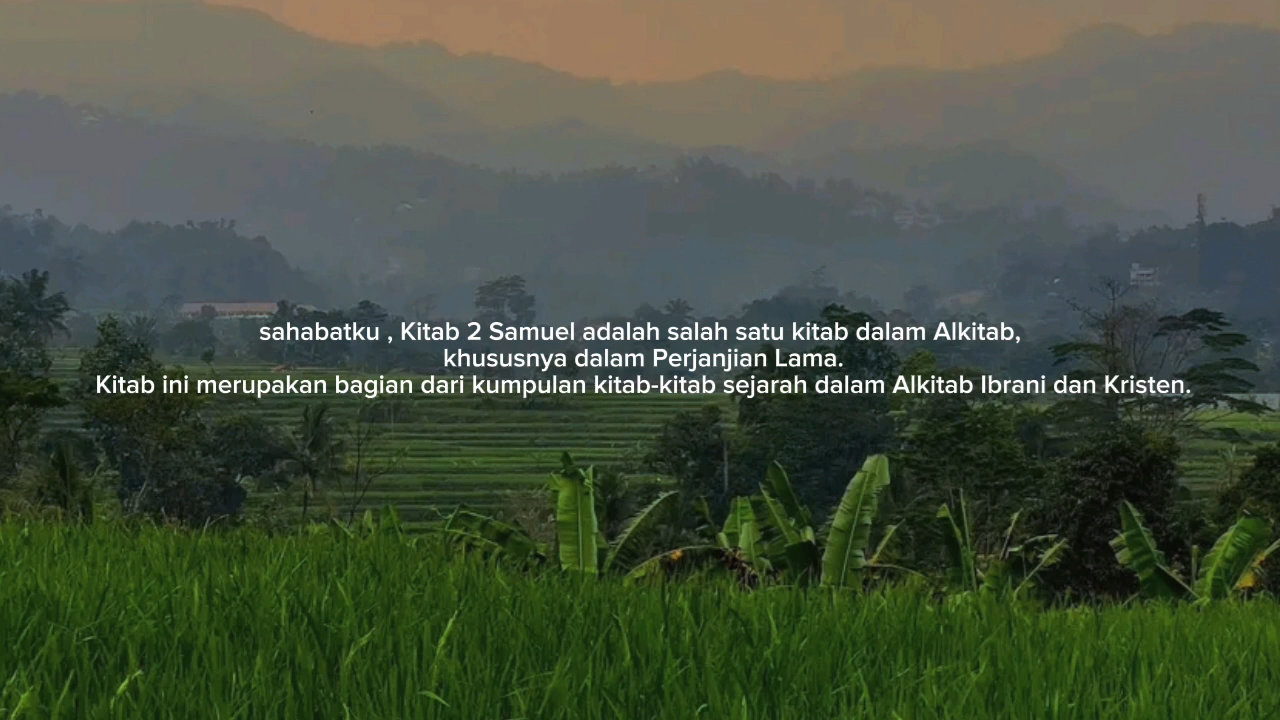 sahabatku , Kitab 2 Samuel adalah salah satu kitab dalam Alkitab,
khususnya dalam Perjanjian Lama.
Kitab ini merupakan bagian dari kumpulan kitab-kitab sejarah dalam Alkitab Ibrani dan Kristen.